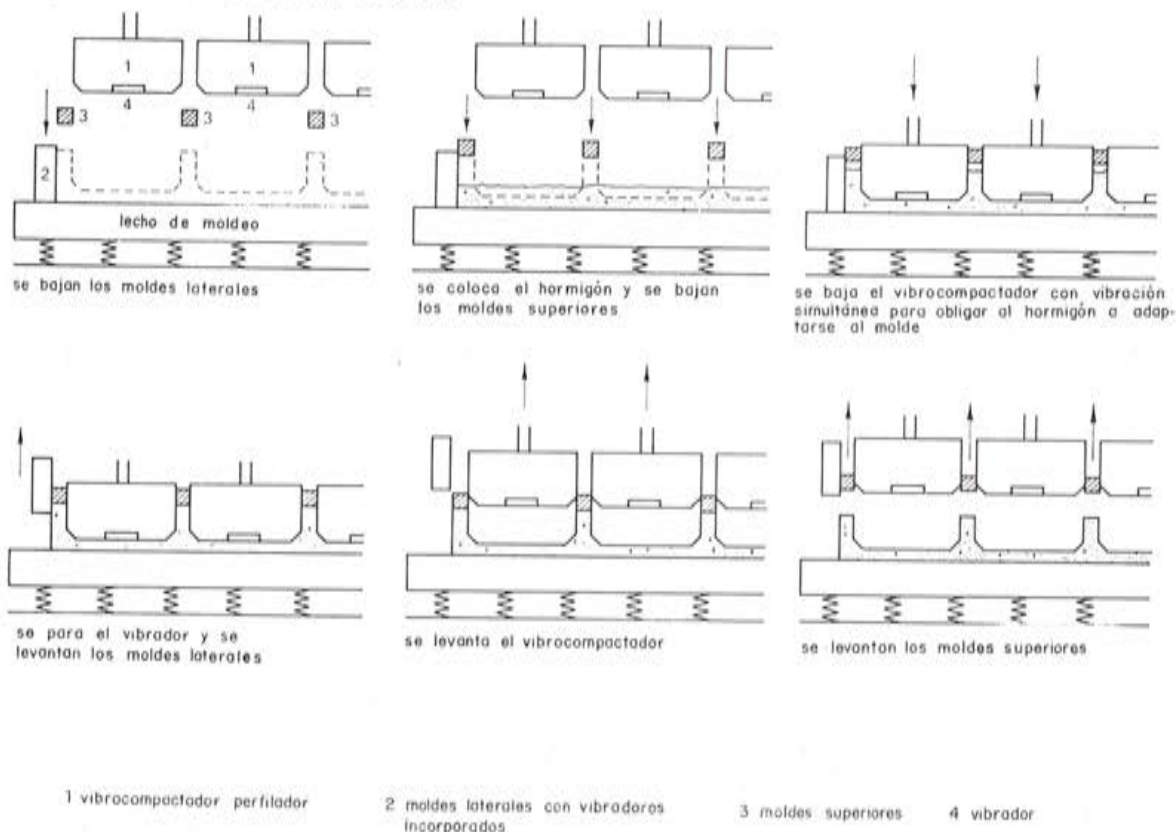 1 1
4 4
3 3 3
2
lecho de moldeo
se bajan los moldes laterales
se coloca el hormigón y se bajan
los moldes superiores
se baja el vibrocompactador con vibración
simultánea para obligar al hormigón a adap-
tarse al molde
se para el vibrador y se
levantan los moldes laterales
se levanta el vibrocompactador
se levantan los moldes superiores
1 vibrocompactador perfilador
2 moldes laterales con vibradores
incorporados
3 moldes superiores
4 vibrador